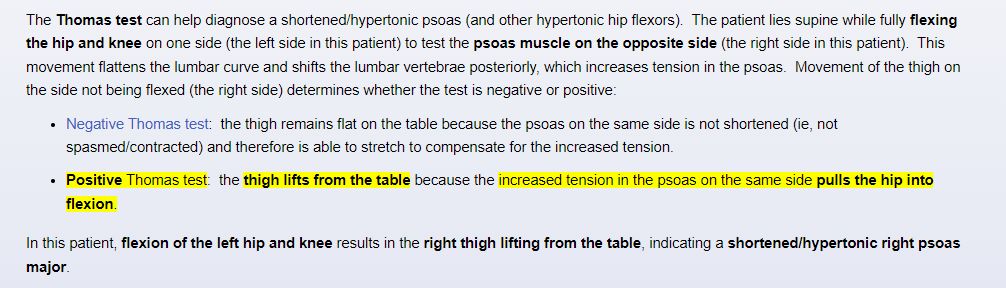 The Thomas test can help diagnose a shortened/hypertonic psoas (and other hypertonic hip flexors).  The patient lies supine while fully flexing
the hip and knee on one side (the left side in this patient) to test the psoas muscle on the opposite side (the right side in this patient).  This
movement flattens the lumbar curve and shifts the lumbar vertebrae posteriorly, which increases tension in the psoas.  Movement of the thigh on
the side not being flexed (the right side) determines whether the test is negative or positive:
• Negative Thomas test:  the thigh remains flat on the table because the psoas on the same side is not shortened (ie, not
spasmed/contracted) and therefore is able to stretch to compensate for the increased tension.
• Positive Thomas test:  the thigh lifts from the table because the increased tension in the psoas on the same side pulls the hip into
flexion.
In this patient, flexion of the left hip and knee results in the right thigh lifting from the table, indicating a shortened/hypertonic right psoas
major.